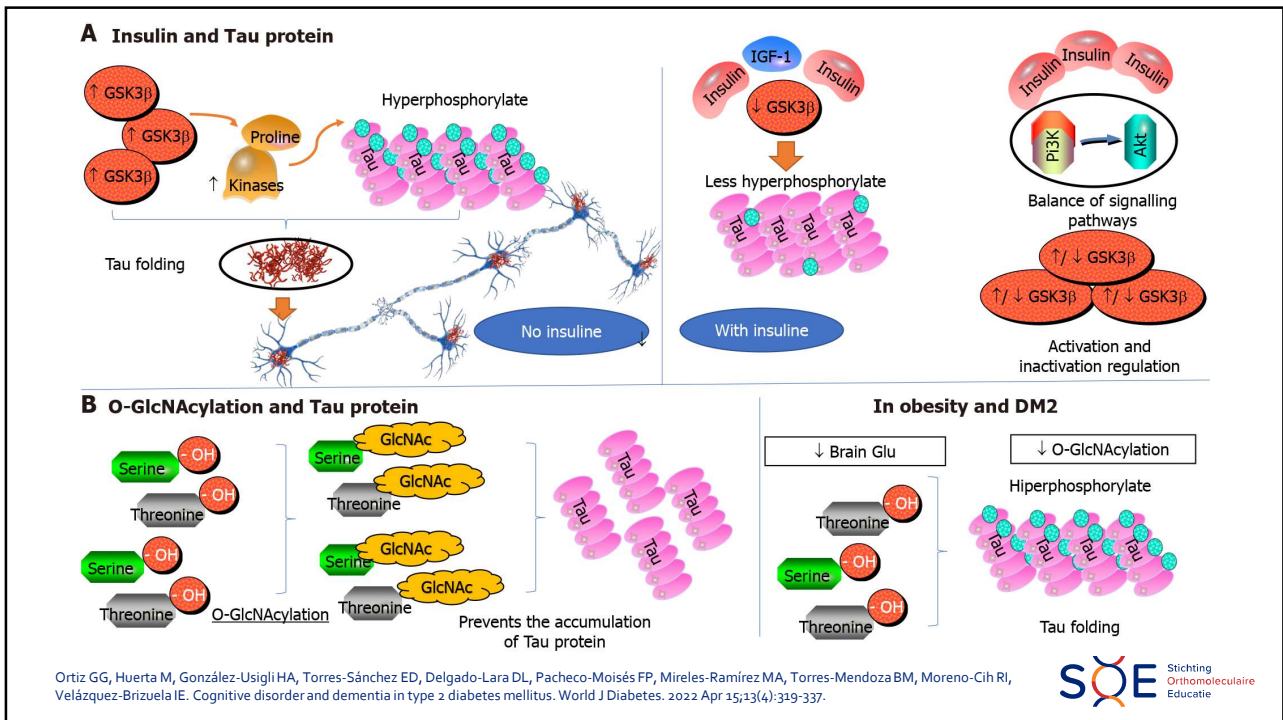 A Insulin and Tau protein
↑ GSK3β
↑ GSK3β
↑ GSK3β
Proline
↑ Kinases
Hyperphosphorylate
Tau
Tau
Tau
Tau
Tau folding
No insuline
↓
IGF-1
Insulin
Insulin
↓ GSK3β
Less hyperphosphorylate
Tau
Tau
Tau
Tau
With insuline
Insulin
Insulin
Insulin
Pi3K
Akt
Balance of signalling
pathways
↑/ ↓ GSK3β
↑/ ↓ GSK3β
↑/ ↓ GSK3β
Activation and
inactivation regulation
B O-GlcNAcylation and Tau protein
Serine
- OH
Threonine
- OH
Serine
- OH
Threonine
- OH
O-GlcNAcylation
GlcNAc
Serine
GlcNAc
Threonine
GlcNAc
Serine
GlcNAc
Threonine
Tau
Tau
Tau
Tau
Prevents the accumulation
of Tau protein
In obesity and DM2
↓ Brain Glu
↓ O-GlcNAcylation
Threonine
- OH
Serine
- OH
Threonine
- OH
Hiperphosphorylate
Tau
Tau
Tau
Tau
Tau folding
Ortiz GG, Huerta M, González-Usigli HA, Torres-Sánchez ED, Delgado-Lara DL, Pacheco-Moisés FP, Mireles-Ramírez MA, Torres-Mendoza BM, Moreno-Cih RI,
Velázquez-Brizuela IE. Cognitive disorder and dementia in type 2 diabetes mellitus. World J Diabetes. 2022 Apr 15;13(4):319-337.
SOE
Stichting
Orthomoleculaire
Educatie